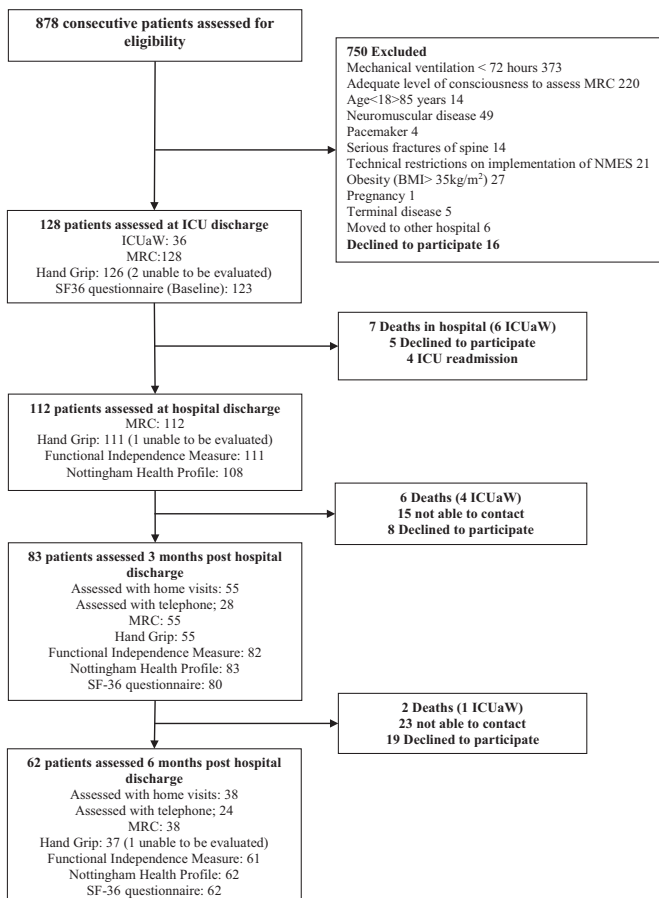 878 consecutive patients assessed for
eligibility
750 Excluded
Mechanical ventilation < 72 hours 373
Adequate level of consciousness to assess MRC 220
Age<18>85 years 14
Neuromuscular disease 49
Pacemaker 4
Serious fractures of spine 14
Technical restrictions on implementation of NMES 21
Obesity (BMI> 35kg/m²) 27
Pregnancy 1
Terminal disease 5
Moved to other hospital 6
Declined to participate 16
128 patients assessed at ICU discharge
ICUaW: 36
MRC:128
Hand Grip: 126 (2 unable to be evaluated)
SF36 questionnaire (Baseline): 123
7 Deaths in hospital (6 ICUaW)
5 Declined to participate
4 ICU readmission
112 patients assessed at hospital discharge
MRC: 112
Hand Grip: 111 (1 unable to be evaluated)
Functional Independence Measure: 111
Nottingham Health Profile: 108
6 Deaths (4 ICUaW)
15 not able to contact
8 Declined to participate
83 patients assessed 3 months post hospital
discharge
Assessed with home visits: 55
Assessed with telephone; 28
MRC: 55
Hand Grip: 55
Functional Independence Measure: 82
Nottingham Health Profile: 83
SF-36 questionnaire: 80
2 Deaths (1 ICUaW)
23 not able to contact
19 Declined to participate
62 patients assessed 6 months post hospital
discharge
Assessed with home visits: 38
Assessed with telephone; 24
MRC: 38
Hand Grip: 37 (1 unable to be evaluated)
Functional Independence Measure: 61
Nottingham Health Profile: 62
SF-36 questionnaire: 62